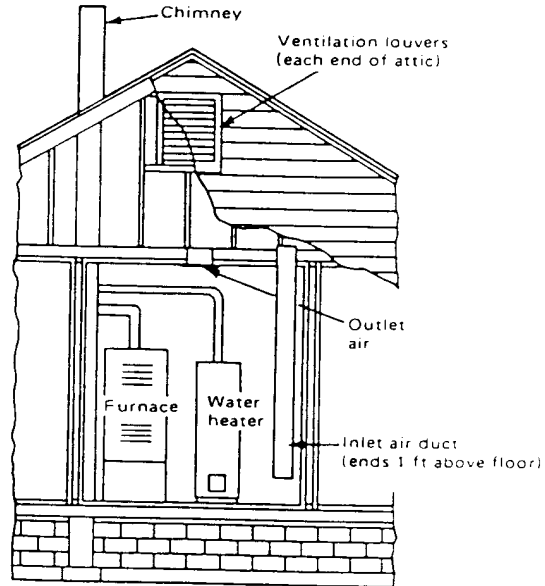 Chimney
Ventilation louvers
(each end of attic)
Outlet
air
Furnace
Water
heater
Inlet air duct
(ends 1 ft above floor)